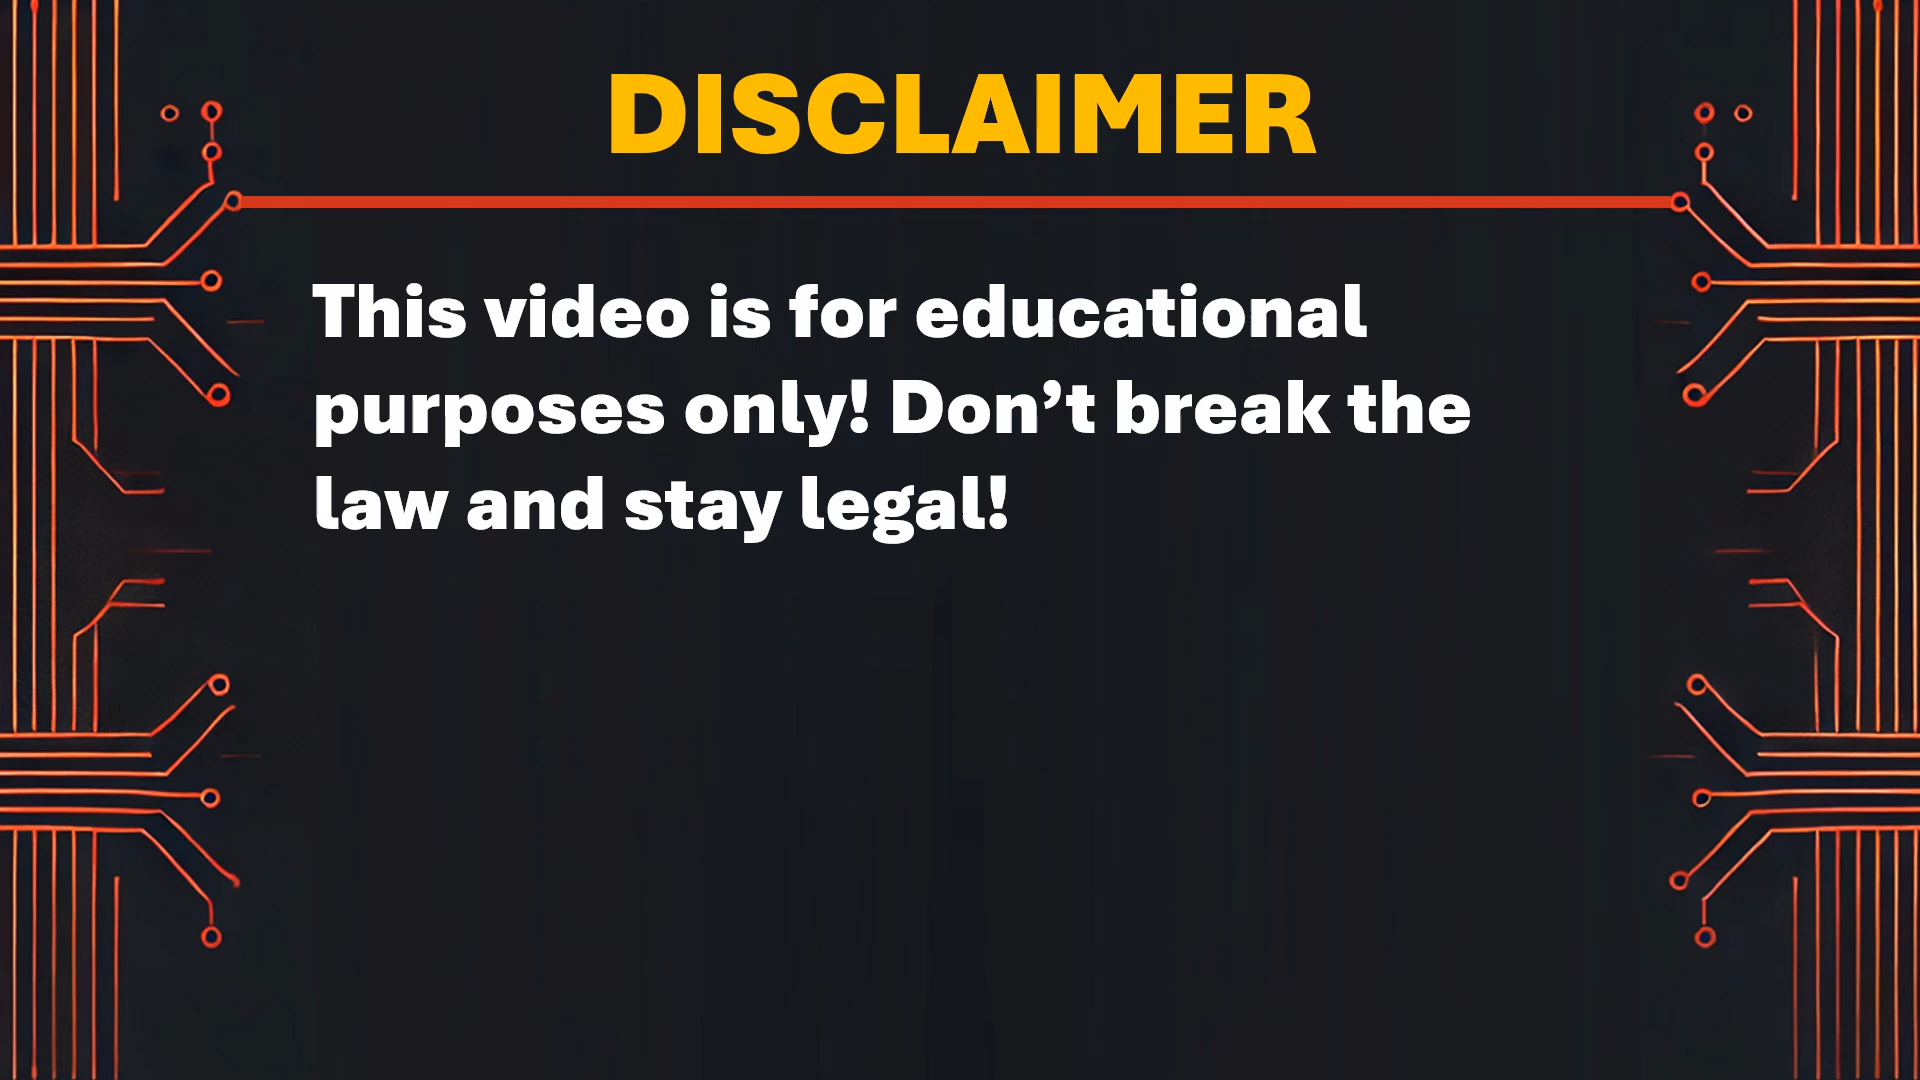 DISCLAIMER
This video is for educational
purposes only! Don’t break the
law and stay legal!